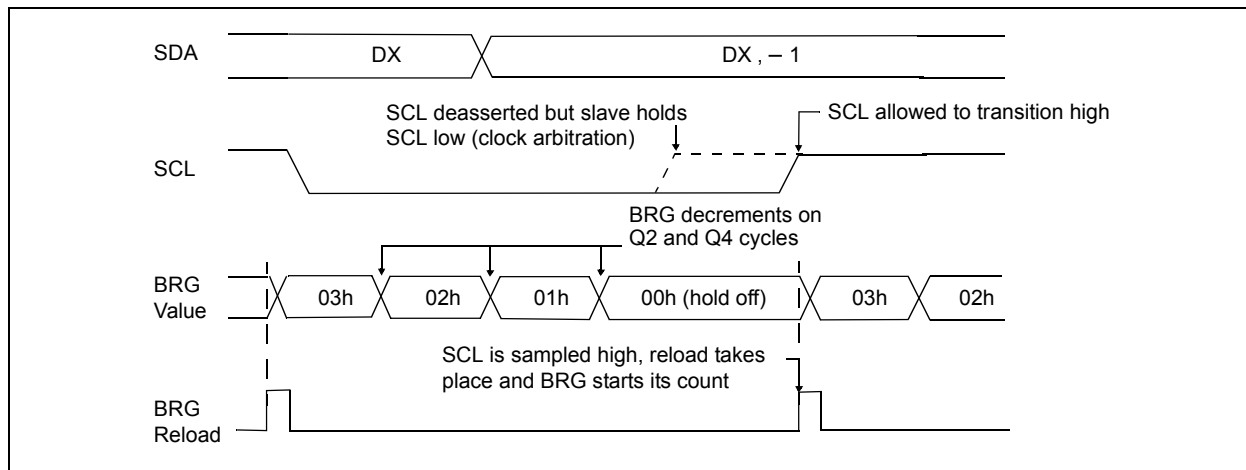 SDA
DX
DX , – 1
SCL deasserted but slave holds
SCL low (clock arbitration)
SCL allowed to transition high
SCL
BRG decrements on
Q2 and Q4 cycles
BRG
Value
03h
02h
01h
00h (hold off)
03h
02h
SCL is sampled high, reload takes
place and BRG starts its count
BRG
Reload